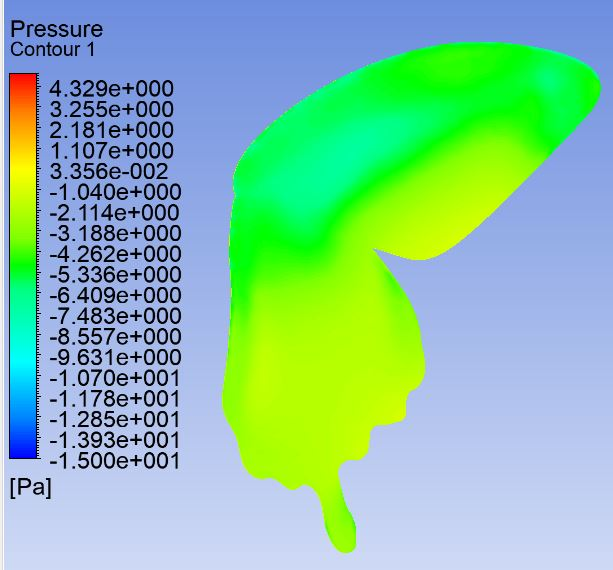 Pressure
Contour 1
4.329e+000
3.255e+000
2.181e+000
1.107e+000
3.356e-002
-1.040e+000
-2.114e+000
-3.188e+000
-4.262e+000
-5.336e+000
-6.409e+000
-7.483e+000
-8.557e+000
-9.631e+000
-1.070e+001
-1.178e+001
-1.285e+001
-1.393e+001
-1.500e+001
[Pa]